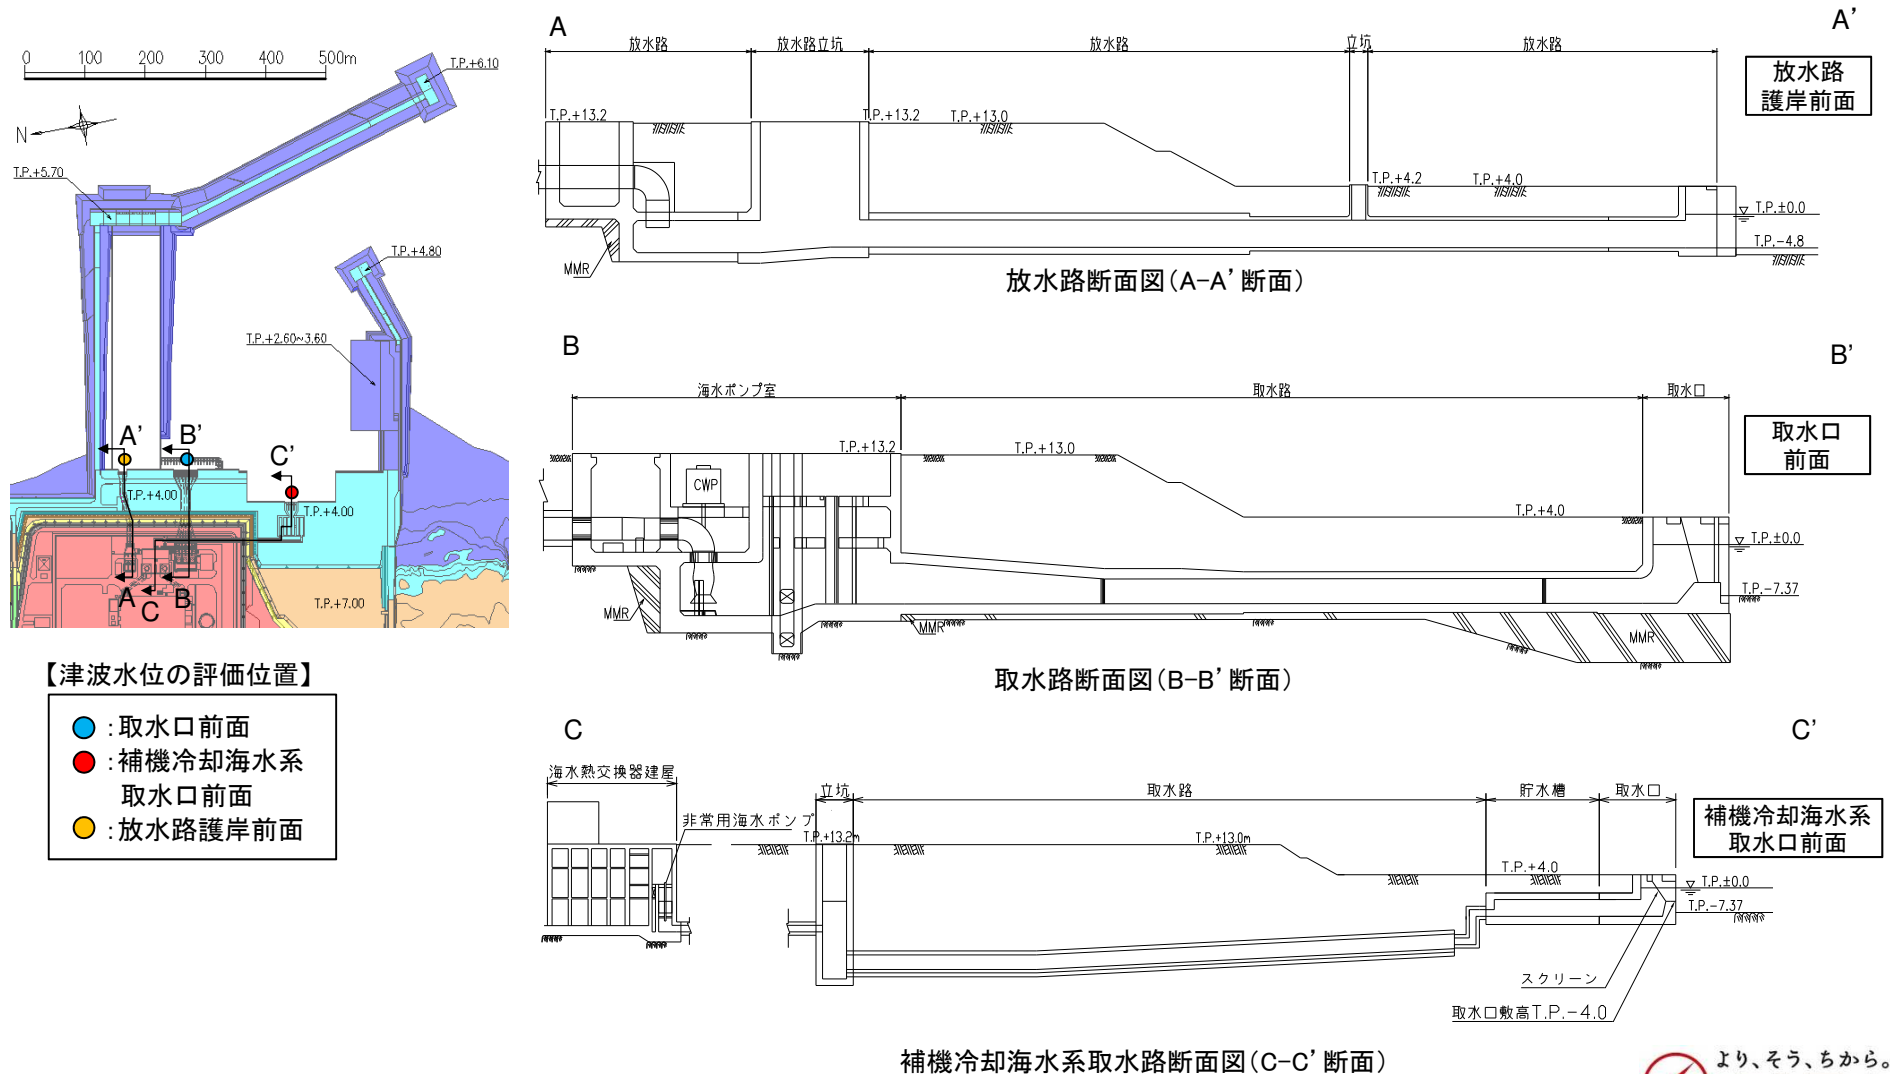 0 100 200 300 400 500m
N
T.P.+6.10
T.P.+5.70
T.P.+4.80
T.P.+2.60~3.60
A'
B'
C'
T.P.+4.00
T.P.+4.00
T.P.+7.00
A
C
B
【津波水位の評価位置】
:取水口前面
:補機冷却海水系
取水口前面
:放水路護岸前面
A
A'
放水路
放水路立坑
放水路
立坑
放水路
放水路
護岸前面
T.P.+13.2
T.P.+13.2
T.P.+13.0
T.P.+4.2
T.P.+4.0
T.P.±0.0
T.P.-4.8
MMR
放水路断面図(A-A'断面)
B
B'
海水ポンプ室
取水路
取水口
取水口
前面
T.P.+13.2
T.P.+13.0
CWP
T.P.+4.0
T.P.±0.0
T.P.-7.37
MMR
MMR
MMR
取水路断面図(B-B'断面)
C
C'
海水熱交換器建屋
立坑
取水路
貯水槽
取水口
補機冷却海水系
取水口前面
非常用海水ポンプ
T.P.+13.2m
T.P.+13.0m
T.P.+4.0
T.P.±0.0
T.P.-7.37
スクリーン
取水口敷高T.P.-4.0
補機冷却海水系取水路断面図(C-C'断面)
より、そう、ちから。